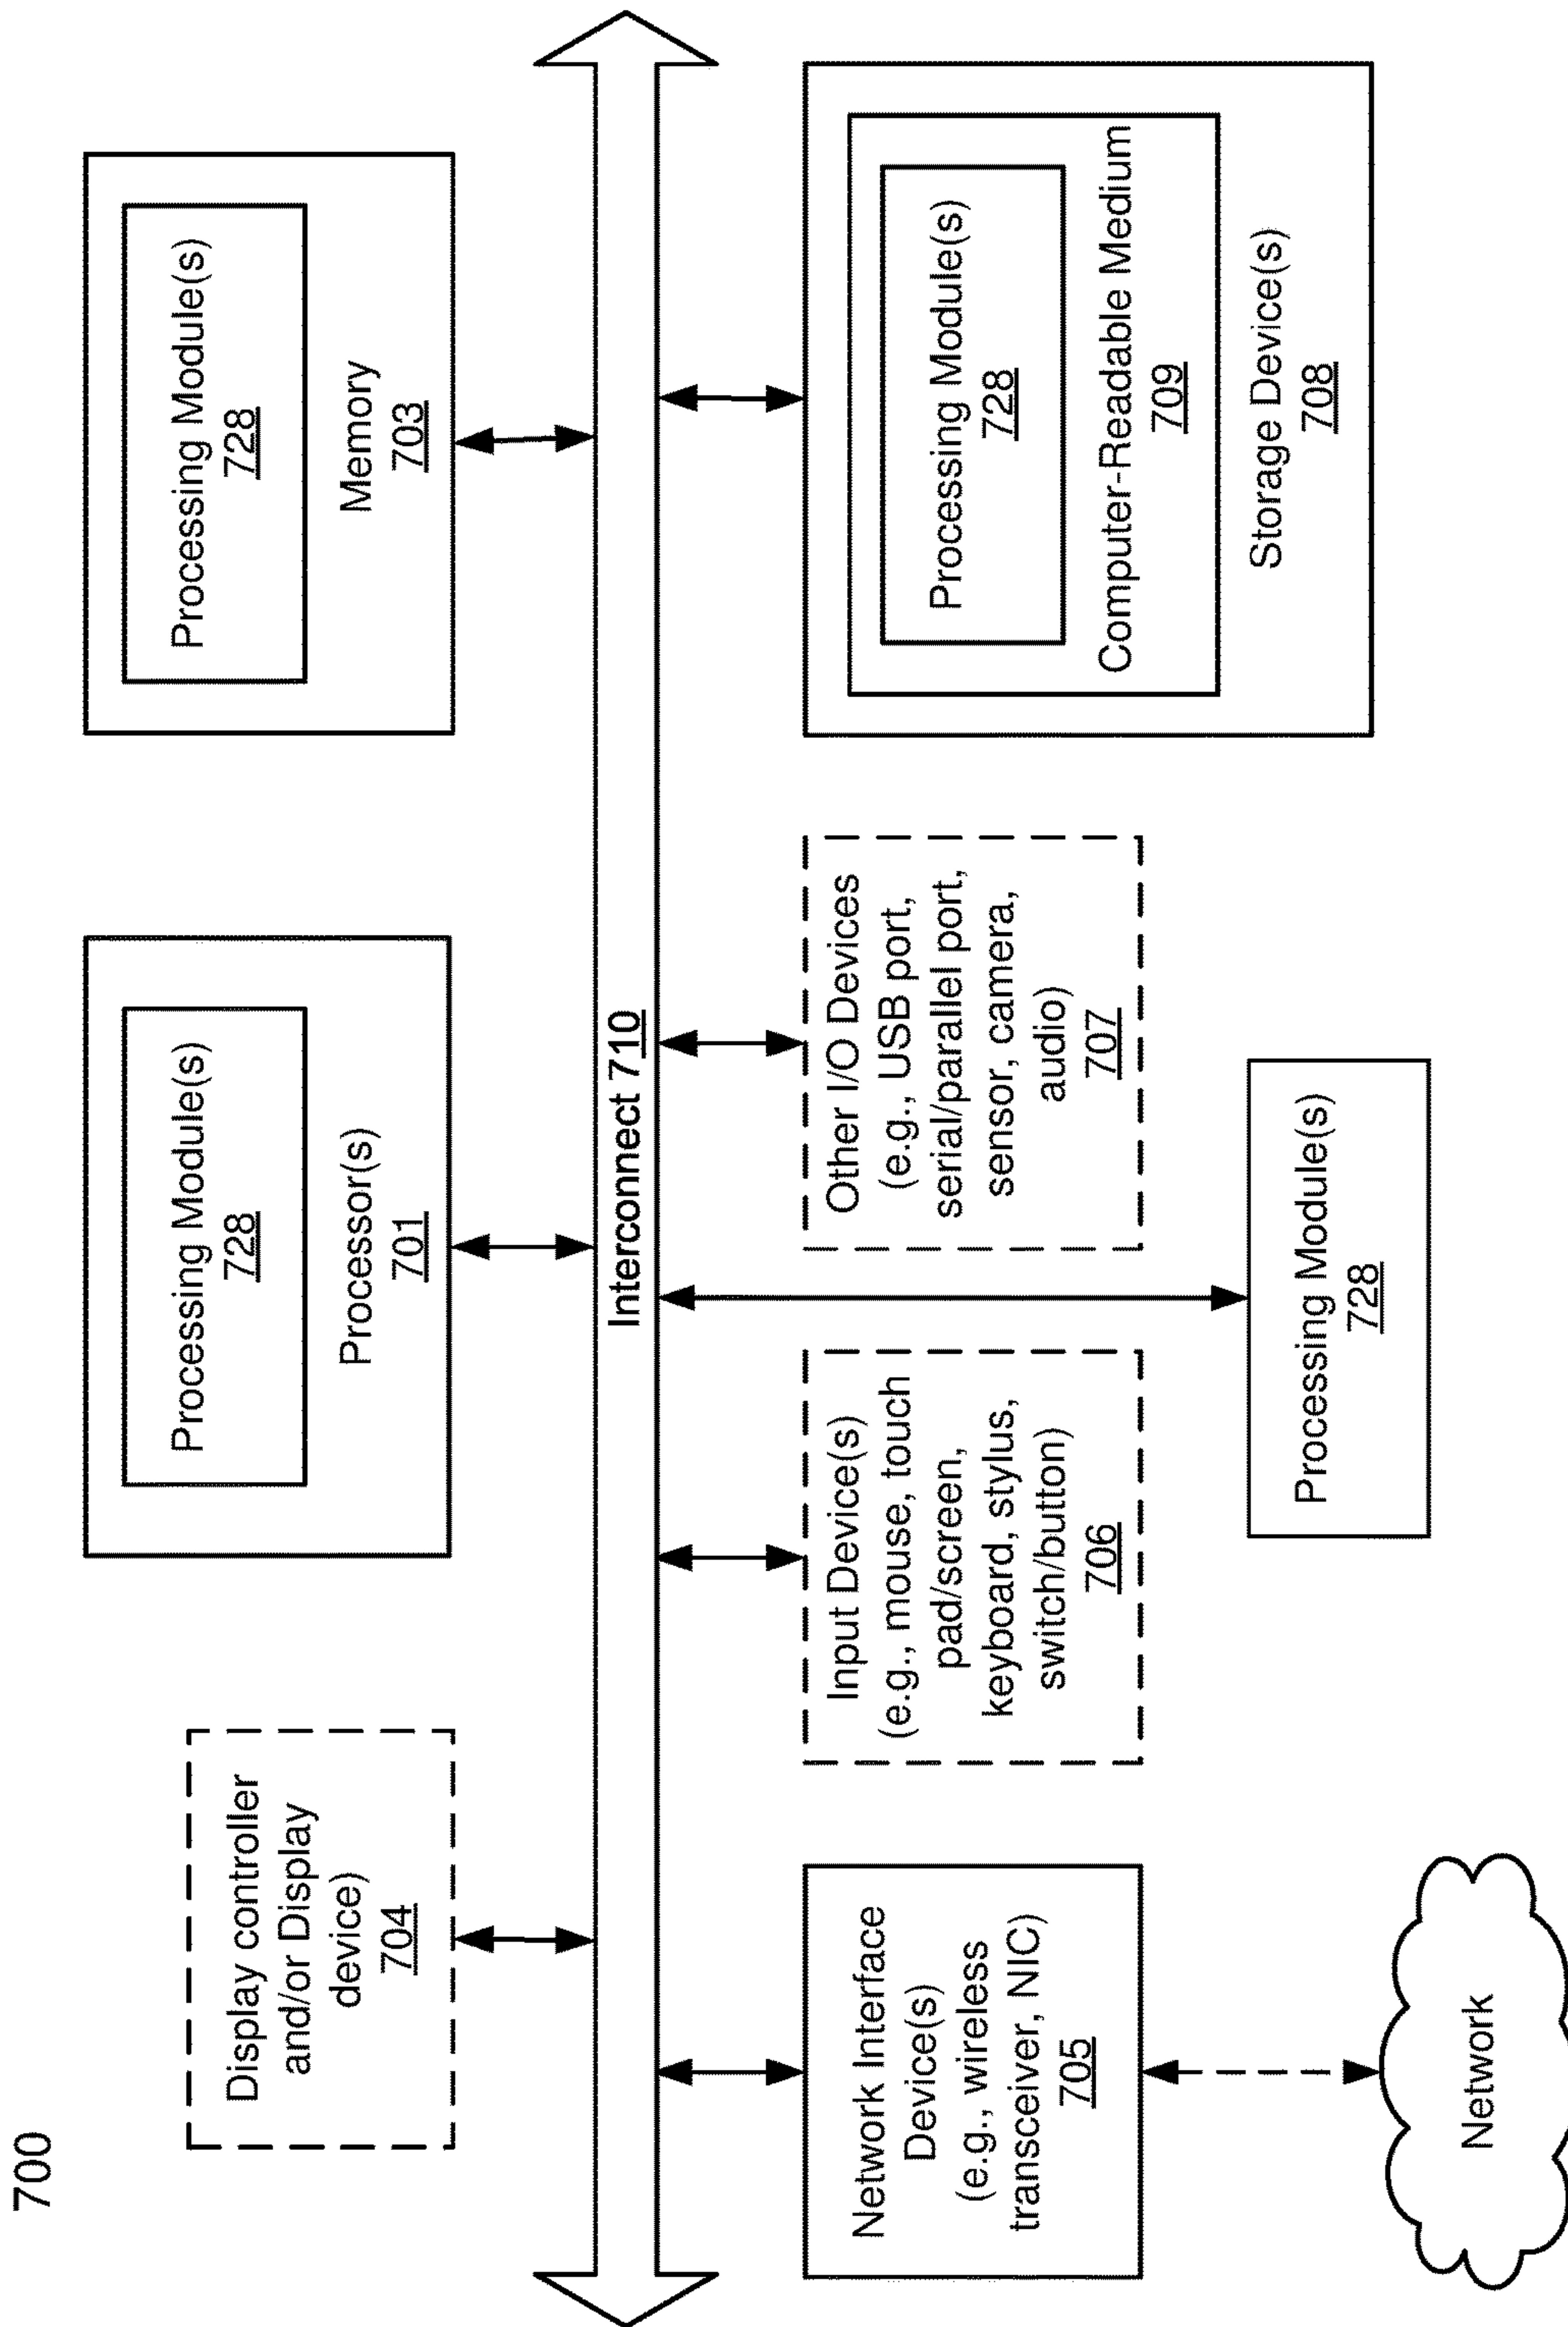 700
Display controller
and/or Display
device)
704
Processing Module(s)
728
Processor(s)
701
Processing Module(s)
728
Memory
703
Interconnect 710
Network Interface
Device(s)
(e.g., wireless
transceiver, NIC)
705
Input Device(s)
(e.g., mouse, touch
pad/screen,
keyboard, stylus,
switch/button)
706
Other I/O Devices
(e.g., USB port,
serial/parallel port,
sensor, camera,
audio)
707
Processing Module(s)
728
Computer-Readable Medium
709
Storage Device(s)
708
Network
Processing Module(s)
728